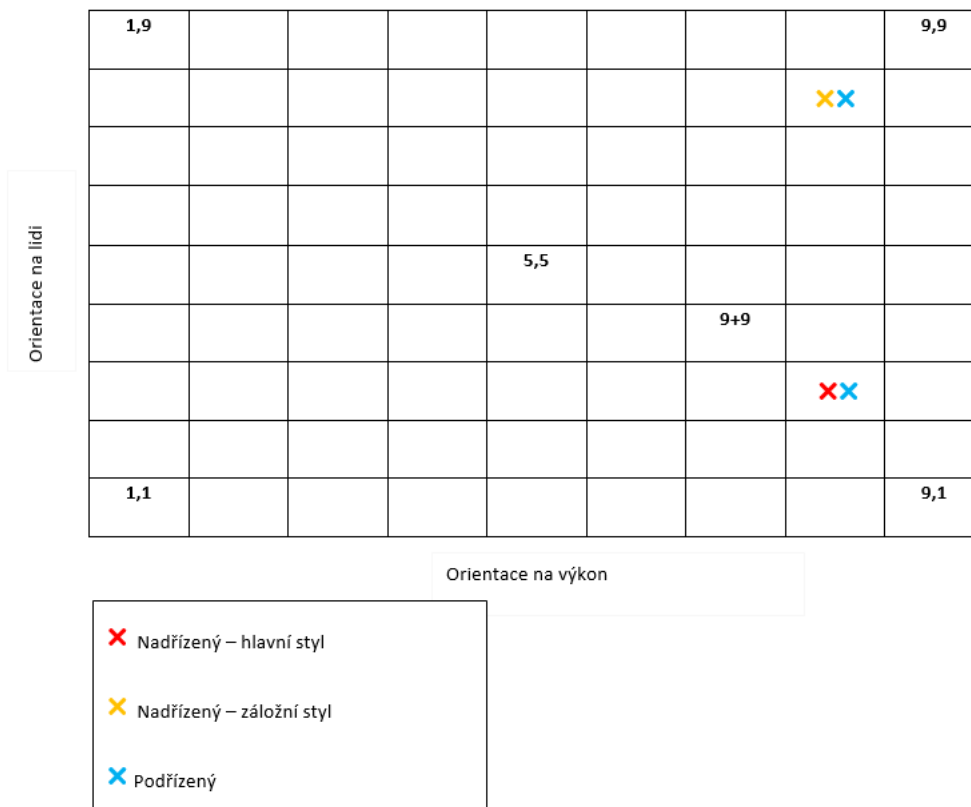 1,9 9,9
Orientace na lidi
5,5
9+9
1,1 9,1
Orientace na výkon
Nadřízený – hlavní styl
Nadřízený – záložní styl
Podřízený